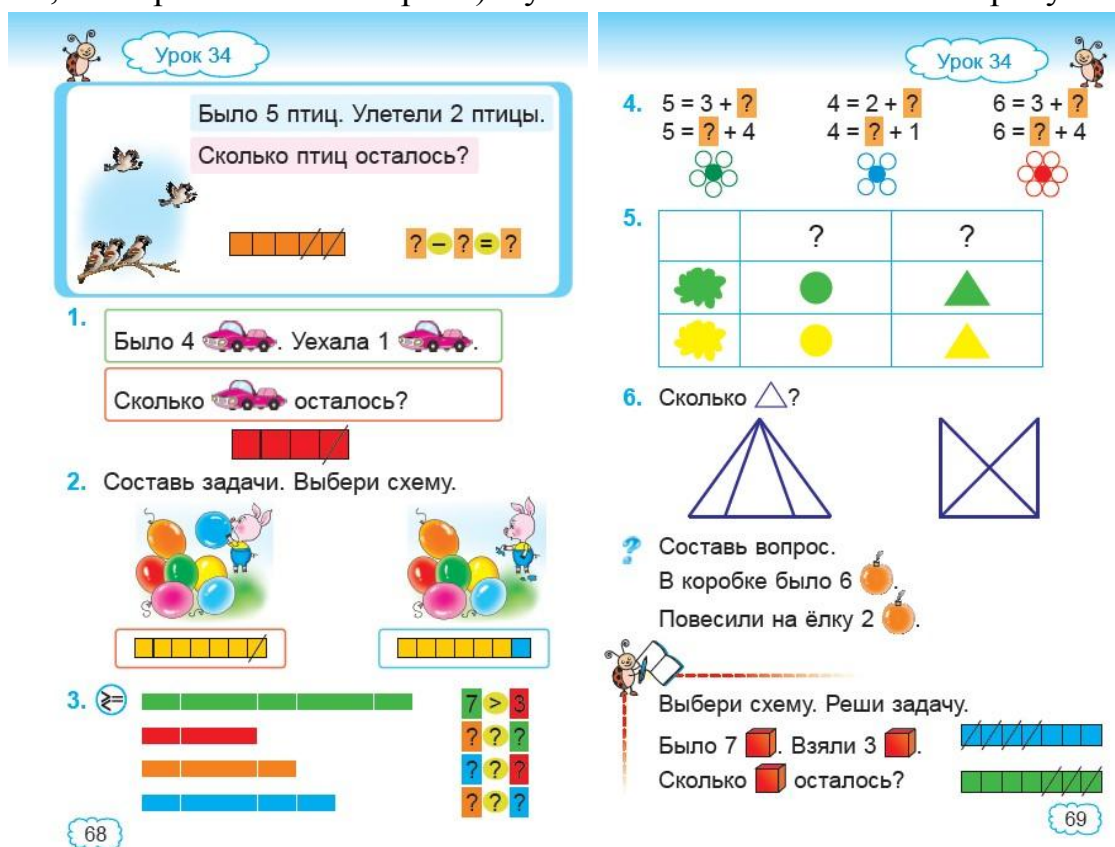 Урок 34
Было 5 птиц. Улетели 2 птицы.
Сколько птиц осталось?
? – ? = ?
1.
Было 4 . Уехала 1 .
Сколько осталось?
2. Составь задачи. Выбери схему.
3. >=<
7 > 3
? ? ?
? ? ?
? ? ?
68
Урок 34
4. 5 = 3 + ? 4 = 2 + ? 6 = 3 + ?
5 = ? + 4 4 = ? + 1 6 = ? + 4
5.
? ?
6. Сколько ?
? Составь вопрос.
В коробке было 6 .
Повесили на ёлку 2 .
Выбери схему. Реши задачу.
Было 7 . Взяли 3 .
Сколько осталось?
69